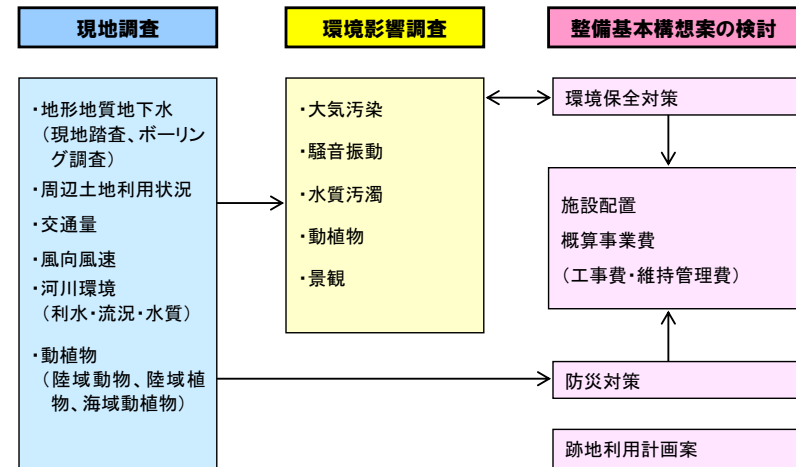 現地調査
環境影響調査
整備基本構想案の検討
・地形地質地下水
（現地踏査、ボーリン
グ調査）
・周辺土地利用状況
・交通量
・風向風速
・河川環境
（利水・流況・水質）
・動植物
（陸域動物、陸域植
物、海域動植物）
・大気汚染
・騒音振動
・水質汚濁
・動植物
・景観
環境保全対策
施設配置
概算事業費
（工事費・維持管理費）
防災対策
跡地利用計画案